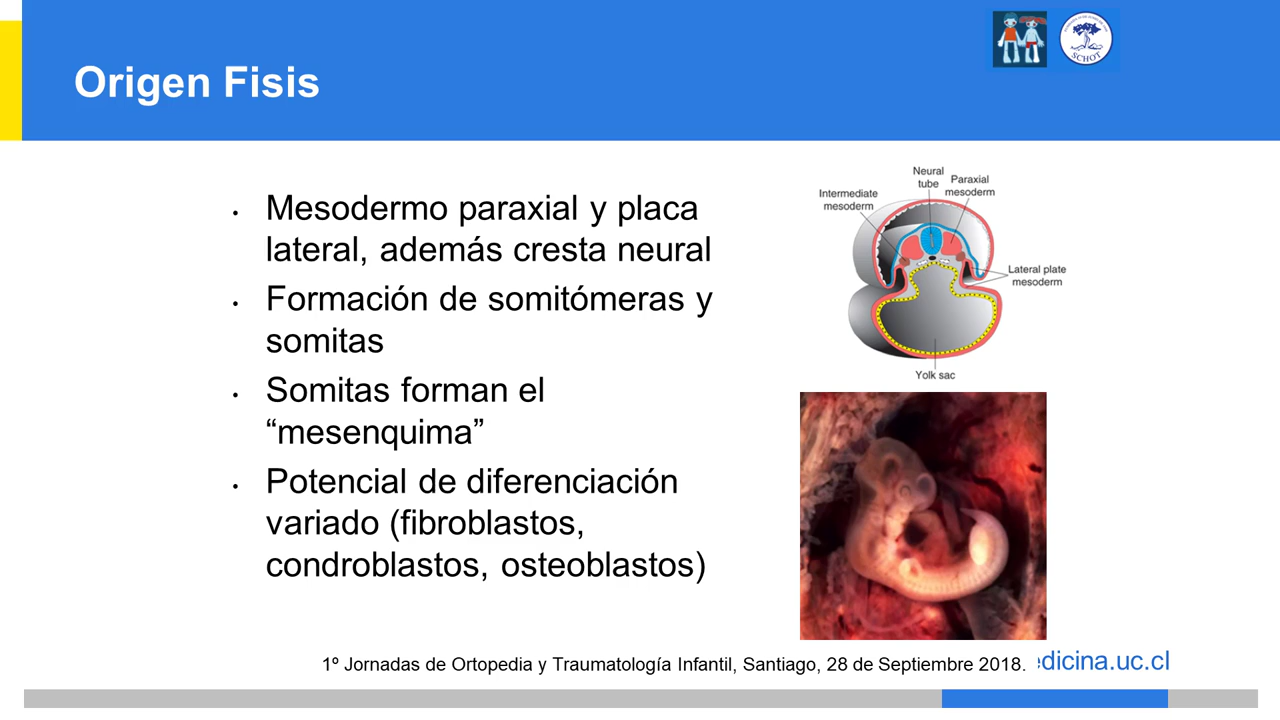 Origen Fisis
SCHOT
• Mesodermo paraxial y placa
lateral, además cresta neural
• Formación de somitómeras y
somitas
• Somitas forman el
“mesenquima”
• Potencial de diferenciación
variado (fibroblastos,
condroblastos, osteoblastos)
Neural
tube
Paraxial
mesoderm
Intermediate
mesoderm
Lateral plate
mesoderm
Yolk sac
1º Jornadas de Ortopedia y Traumatología Infantil, Santiago, 28 de Septiembre 2018.
edicina.uc.cl